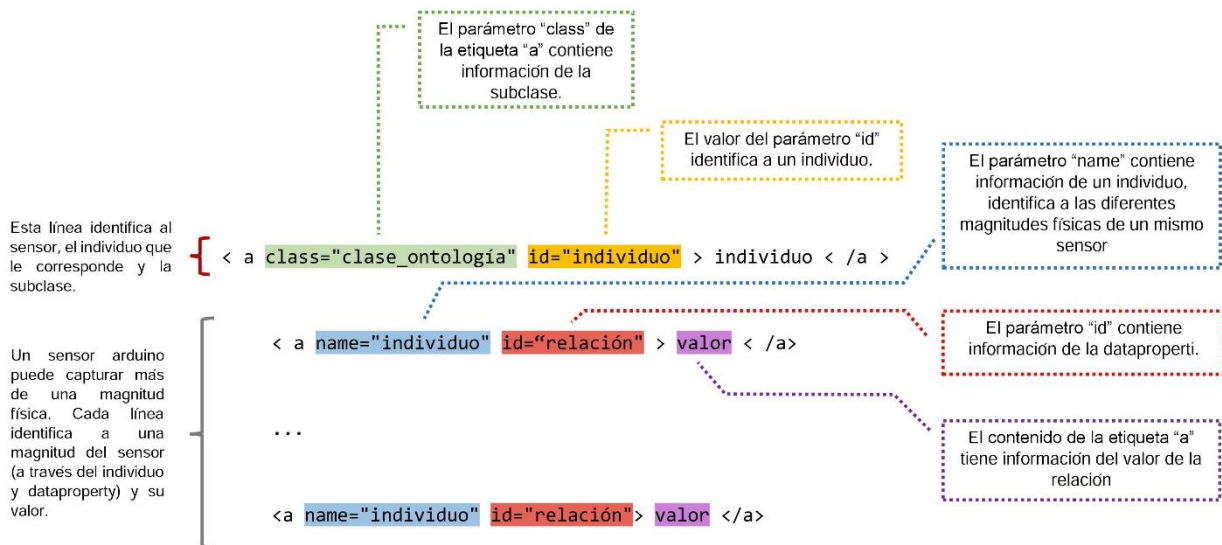 El parámetro “class” de
la etiqueta “a” contiene
información de la
subclase.
El valor del parámetro “id”
identifica a un individuo.
El parámetro “name” contiene
información de un individuo,
identifica a las diferentes
magnitudes físicas de un mismo
sensor
Esta línea identifica al
sensor, el individuo que
le corresponde y la
subclase.
< a class="clase_ontología" id="individuo" > individuo < /a >
Un sensor arduino
puede capturar más
de una magnitud
física. Cada línea
identifica a una
magnitud del sensor
(a través del individuo
y dataproperty) y su
valor.
< a name="individuo" id=“relación" > valor < /a>
...
<a name="individuo" id="relación"> valor </a>
El parámetro “id” contiene
información de la dataproperti.
El contenido de la etiqueta “a”
tiene información del valor de la
relación